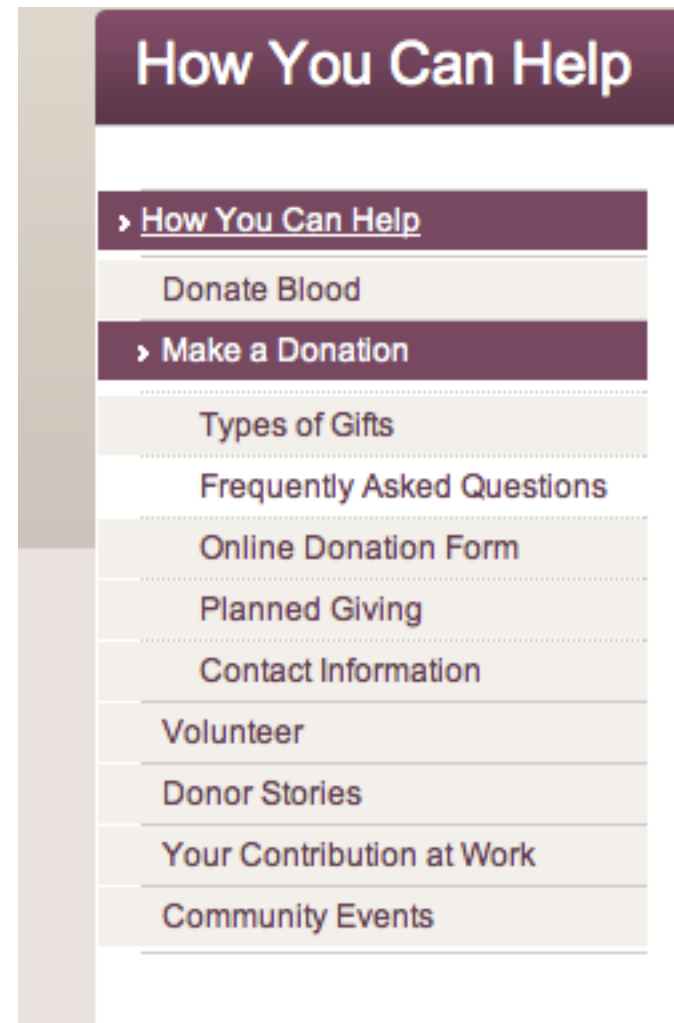 How You Can Help
How You Can Help
Donate Blood
Make a Donation
Types of Gifts
Frequently Asked Questions
Online Donation Form
Planned Giving
Contact Information
Volunteer
Donor Stories
Your Contribution at Work
Community Events